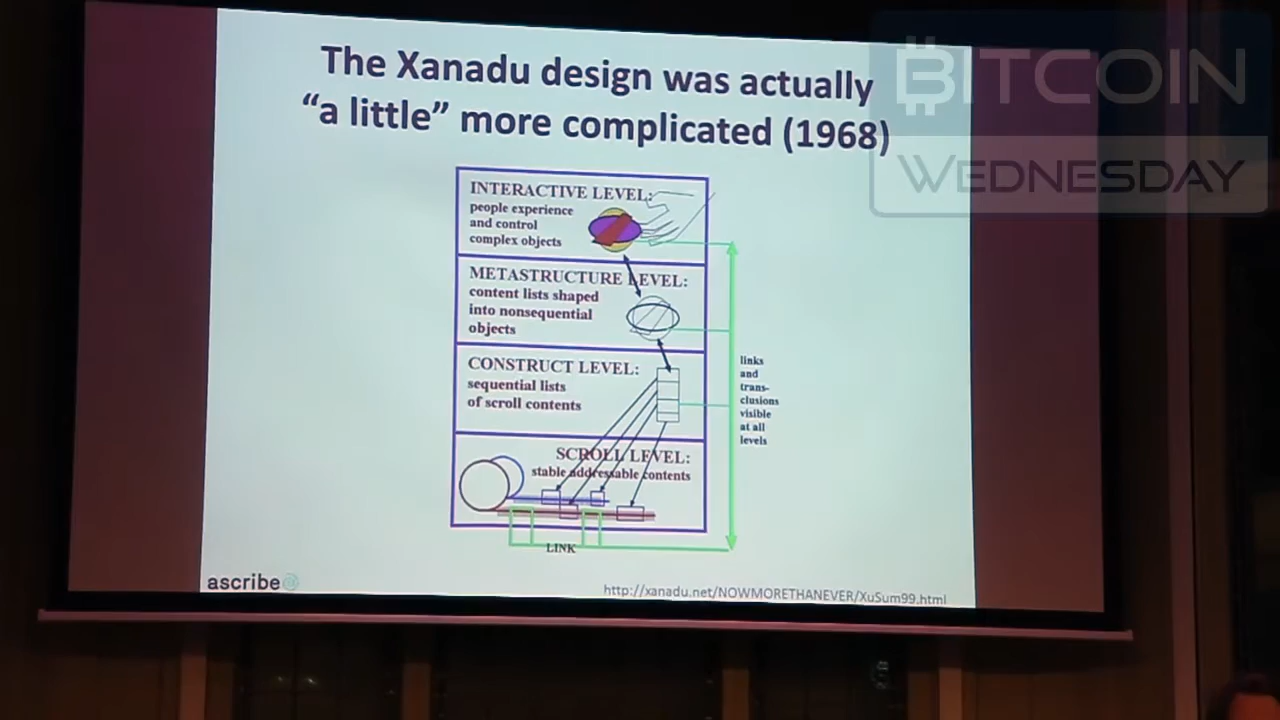 The Xanadu design was actually
“a little” more complicated (1968)
BITCOIN
WEDNESDAY
INTERACTIVE LEVEL:
people experience
and control
complex objects
METASTRUCTURE LEVEL:
content lists shaped
into nonsequential
objects
CONSTRUCT LEVEL:
sequential lists
of scroll contents
SCROLL LEVEL:
stable addressable contents
LINK
links
and
trans-
clusions
visible
at all
levels
ascribe
http://xanadu.net/NOWMORETHANEVER/XuSum99.html